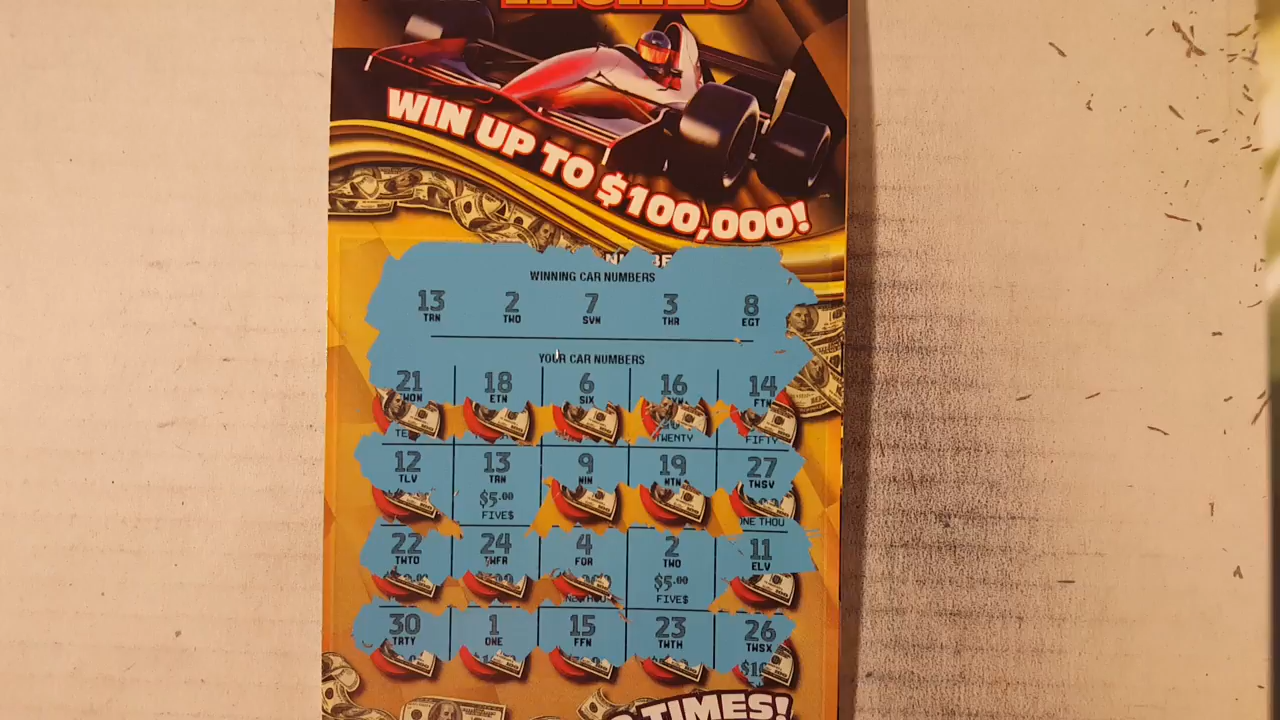 WIN UP TO $100,000!
WINNING CAR NUMBERS
13 2 7 3 8
TRN TWO SVN THR EGT
YOUR CAR NUMBERS
21 18 6 16 14
TWON ETN SIX FTN
TWENTY FIFTY
12 13 9 19 27
TLV TRN NIN NTN TWSV
$5.00
FIVE$
22 24 4 2 11
TWTO TWFR FOR TWO ELV
$5.00
FIVE$
30 1 15 23 26
TRTY ONE FFN TWTH TWSX
TIMES!